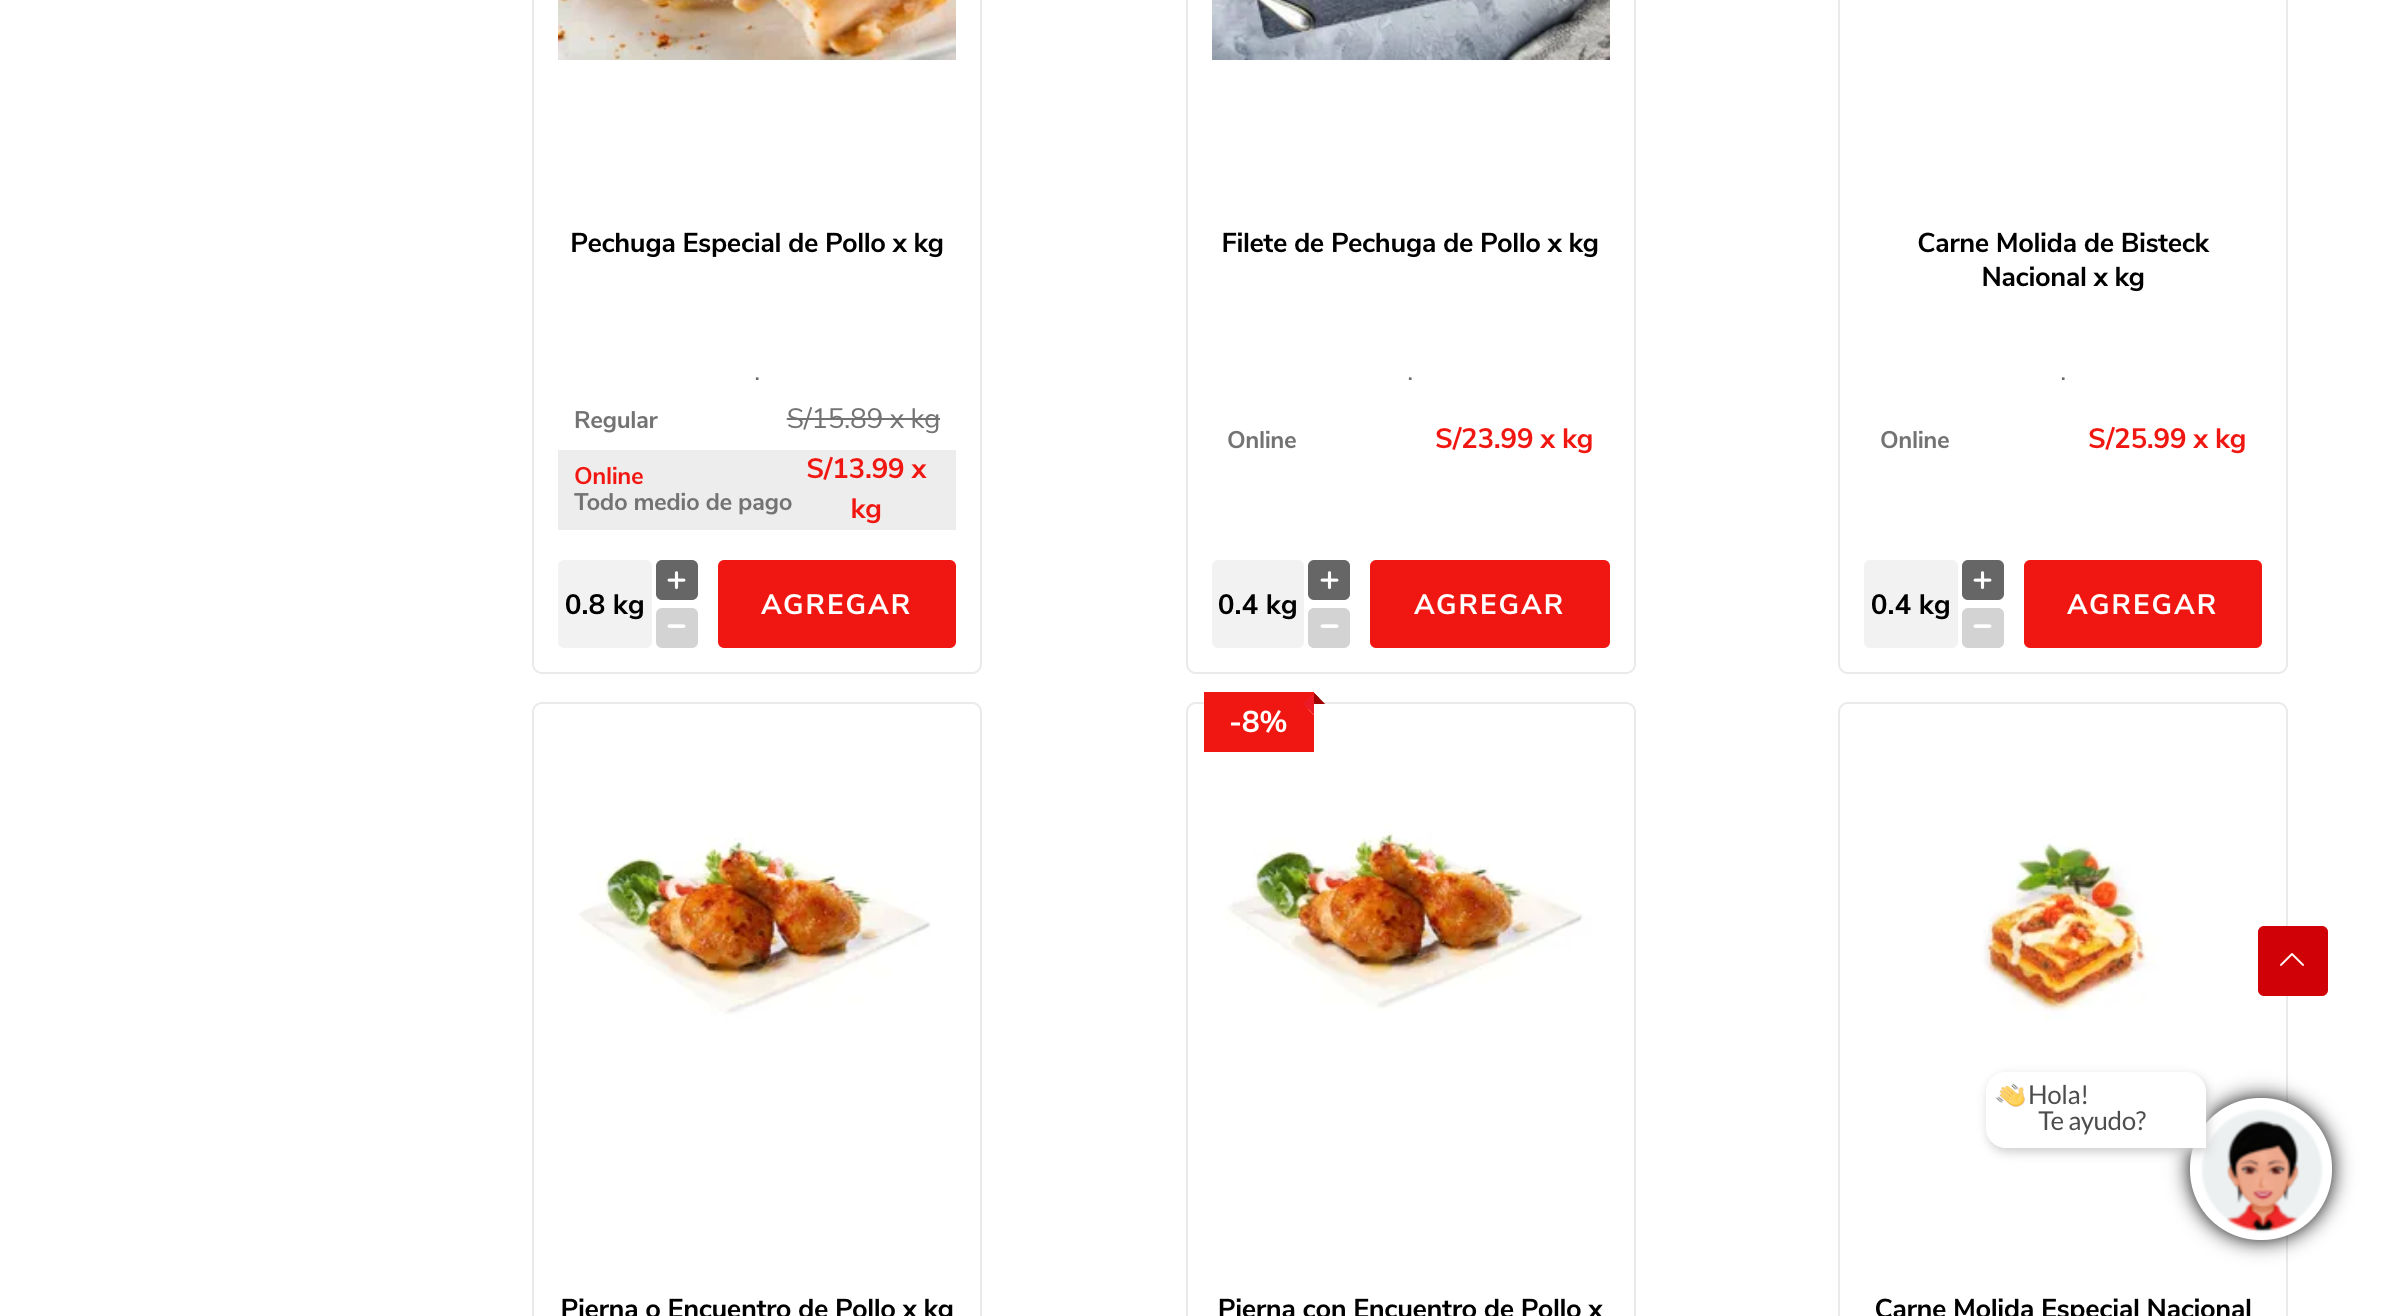 Pechuga Especial de Pollo x kg
.
Regular S/15.89 x kg
Online
Todo medio de pago
S/13.99 x
kg
0.8 kg + − AGREGAR
Filete de Pechuga de Pollo x kg
.
Online S/23.99 x kg
0.4 kg + − AGREGAR
Carne Molida de Bisteck
Nacional x kg
.
Online S/25.99 x kg
0.4 kg + − AGREGAR
Pierna o Encuentro de Pollo x kg
-8%
Pierna con Encuentro de Pollo x
Carne Molida Especial Nacional
👋Hola!
Te ayudo?